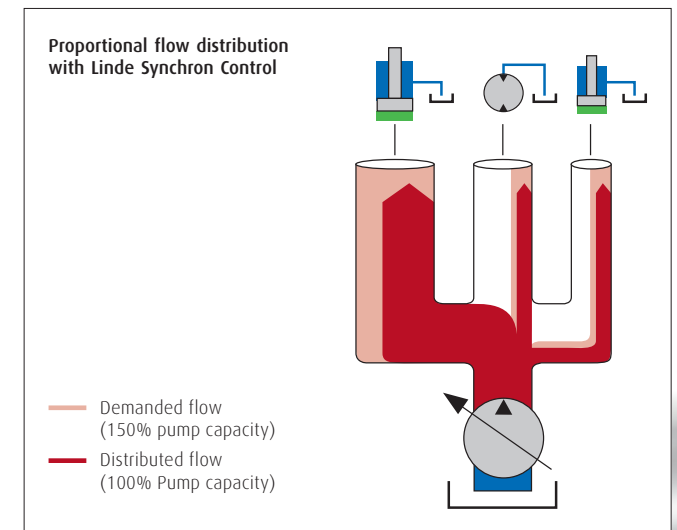 Proportional flow distribution
with Linde Synchron Control
Demanded flow
(150% pump capacity)
Distributed flow
(100% Pump capacity)